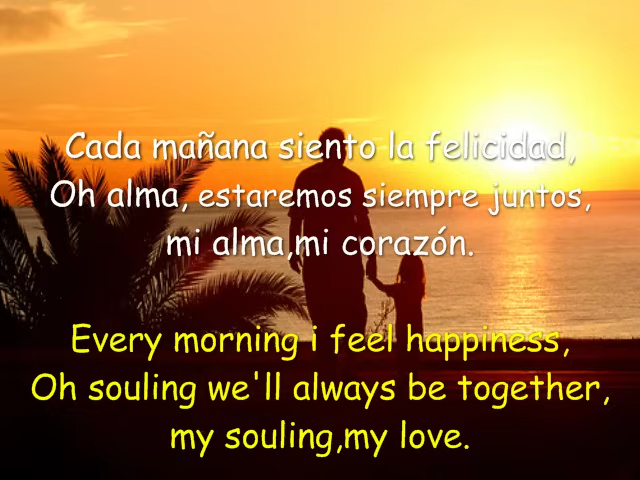 Cada mañana siento la felicidad,
Oh alma, estaremos siempre juntos,
mi alma,mi corazón.
Every morning i feel happiness,
Oh souling we'll always be together,
my souling,my love.